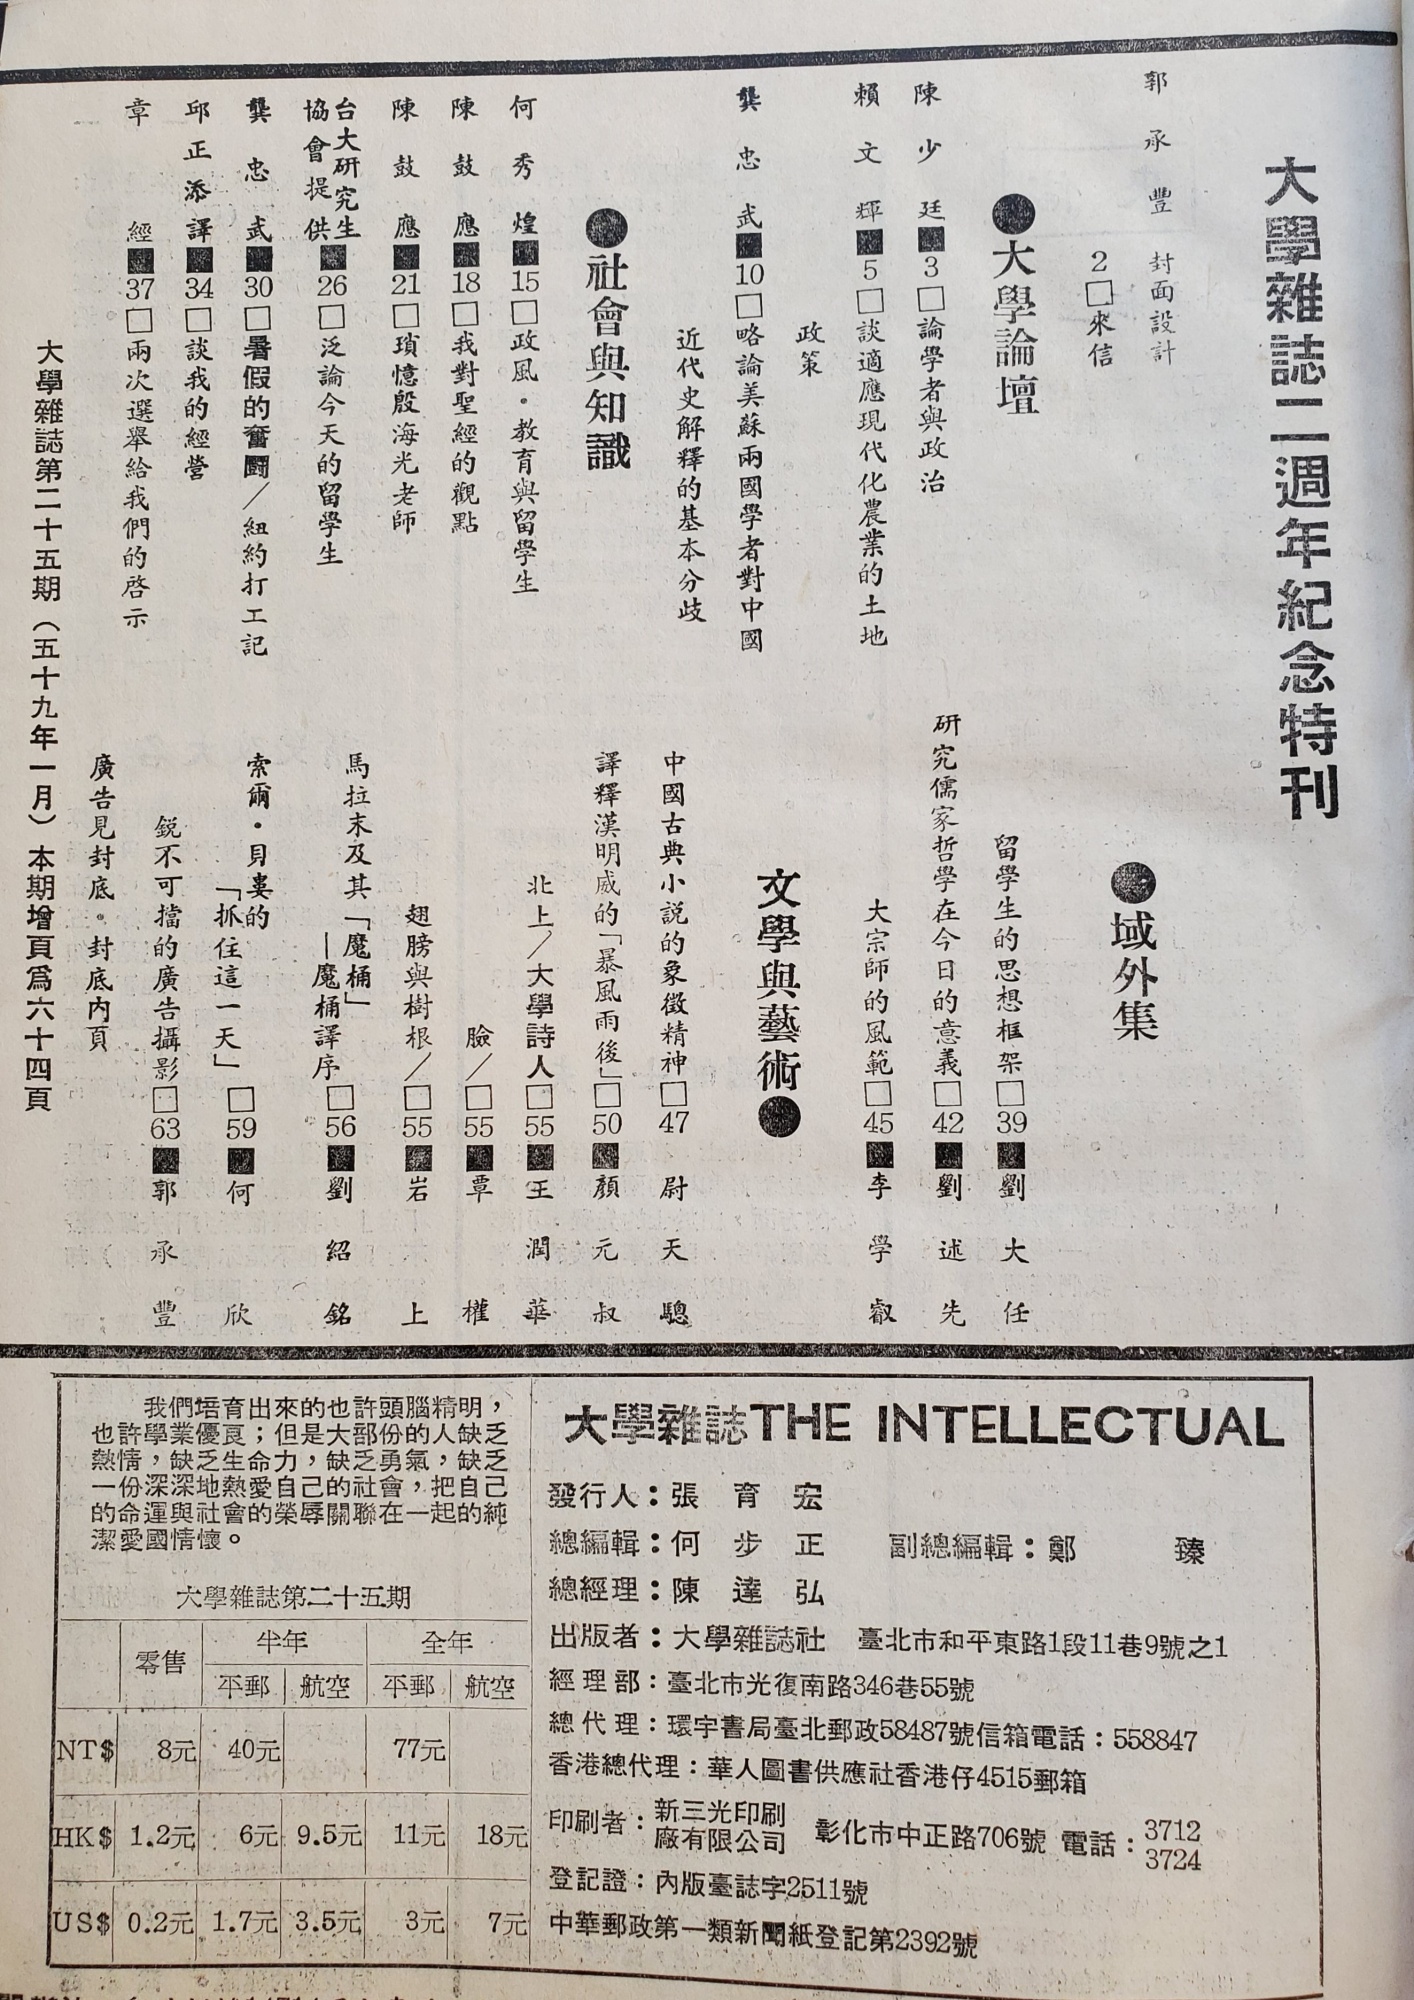 大學雜誌二週年紀念特刊
郭承豐 封面設計
2□來信
●大學論壇
陳少廷■3□論學者與政治
賴文輝■5□談適應現代化農業的土地
政策
龔忠武■10□略論美蘇兩國學者對中國
近代史解釋的基本分歧
●社會與知識
何秀煌■15□政風・教育與留學生
陳鼓應■18□我對聖經的觀點
陳鼓應■21□瑣憶殷海光老師
台大研究生
協會提供■26□泛論今天的留學生
龔忠武■30□暑假的奮鬪/紐約打工記
邱正添譯■34□談我的經營
章經■37□兩次選舉給我們的啓示
●域外集
留學生的思想框架□39■劉大任
研究儒家哲學在今日的意義□42■劉述先
大宗師的風範□45■李學叡
文學與藝術●
中國古典小說的象徵精神□47 尉天驄
譯釋漢明威的「暴風雨後」□50■顏元叔
北上/大學詩人□55■王潤華
臉/□55■覃權
翅膀與樹根/□55■岩上
馬拉末及其「魔桶」
—魔桶譯序□56■劉紹銘
索爾・貝婁的
「抓住這一天」□59■何欣
銳不可擋的廣告攝影□63■郭承豐
廣告見封底・封底內頁
大學雜誌第二十五期（五十九年一月）本期增頁爲六十四頁
我們培育出來的也許頭腦精明，
也許學業優良；但是大部份的人缺乏
熱情，缺乏生命力，缺乏勇氣，缺乏
一份深深地熱愛自己的社會，把自己
的命運與社會的榮辱關聯在一起的純
潔愛國情懷。
大學雜誌第二十五期
零售 半年 全年
平郵 航空 平郵 航空
NT$ 8元 40元 77元
HK$ 1.2元 6元 9.5元 11元 18元
US$ 0.2元 1.7元 3.5元 3元 7元
大學雜誌THE INTELLECTUAL
發行人：張育宏
總編輯：何步正 副總編輯：鄭臻
總經理：陳達弘
出版者：大學雜誌社 臺北市和平東路1段11巷9號之1
經理部：臺北市光復南路346巷55號
總代理：環宇書局臺北郵政58487號信箱電話：558847
香港總代理：華人圖書供應社香港仔4515郵箱
印刷者：新三光印刷
廠有限公司 彰化市中正路706號 電話：3712
3724
登記證：內版臺誌字2511號
中華郵政第一類新聞紙登記第2392號